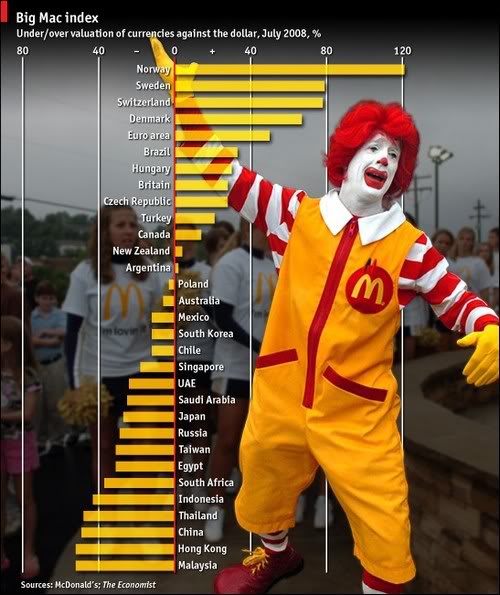 Big Mac index
Under/over valuation of currencies against the dollar, July 2008, %
80 40 – 0 + 40 80 120
Norway
Sweden
Switzerland
Denmark
Euro area
Brazil
Hungary
Britain
Czech Republic
Turkey
Canada
New Zealand
Argentina
Poland
Australia
Mexico
South Korea
Chile
Singapore
UAE
Saudi Arabia
Japan
Russia
Taiwan
Egypt
South Africa
Indonesia
Thailand
China
Hong Kong
Malaysia
Sources: McDonald's; The Economist